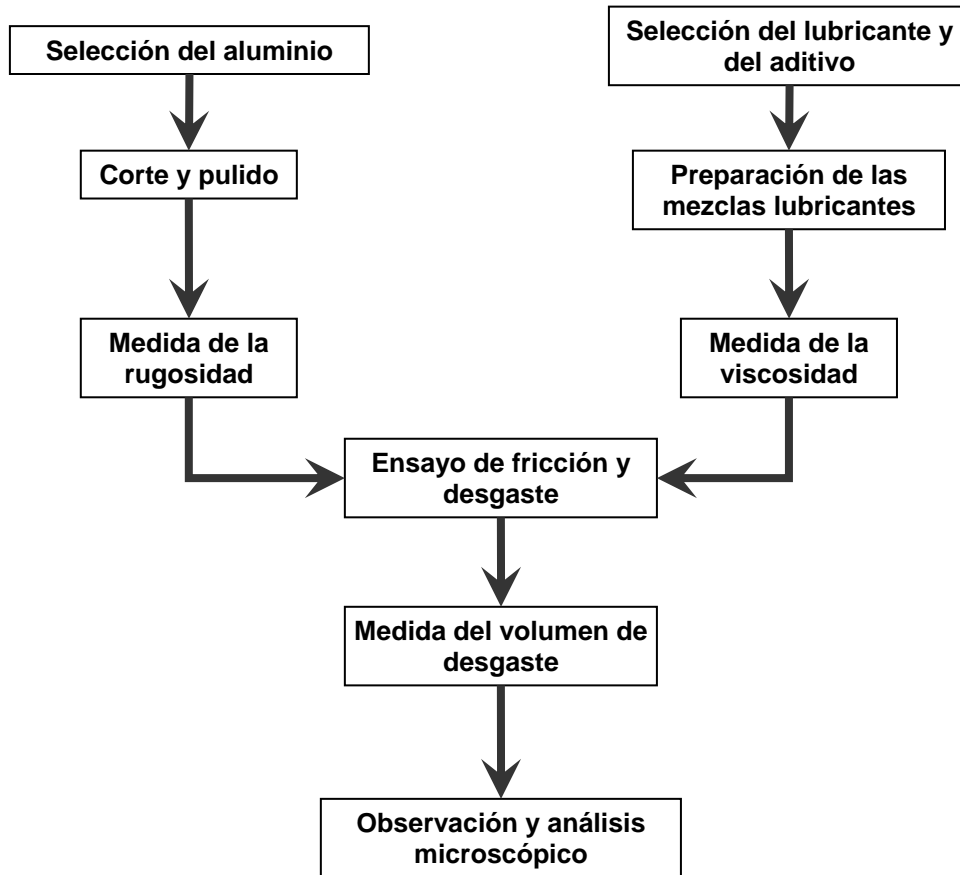 Selección del aluminio
Selección del lubricante y
del aditivo
Corte y pulido
Preparación de las
mezclas lubricantes
Medida de la
rugosidad
Medida de la
viscosidad
Ensayo de fricción y
desgaste
Medida del volumen de
desgaste
Observación y análisis
microscópico